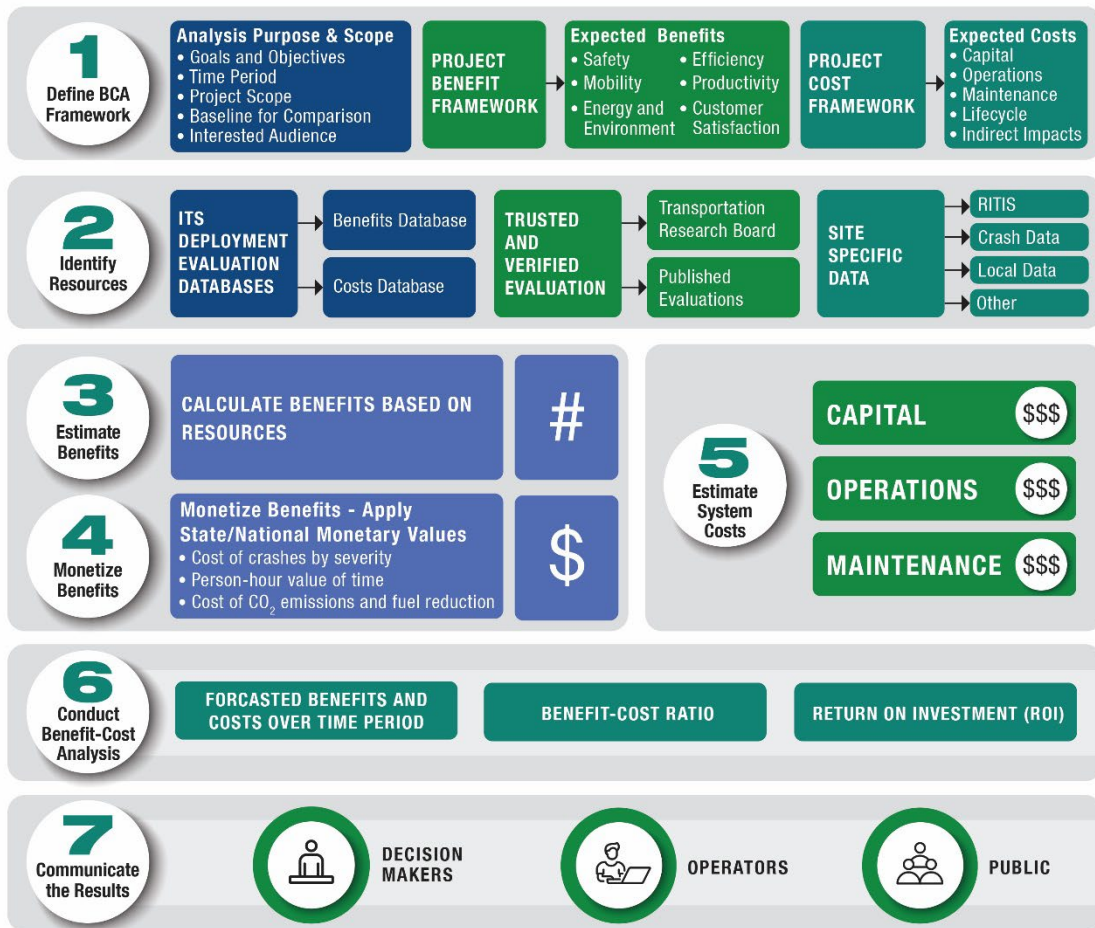 1
Define BCA
Framework
Analysis Purpose & Scope
• Goals and Objectives
• Time Period
• Project Scope
• Baseline for Comparison
• Interested Audience
PROJECT
BENEFIT
FRAMEWORK
Expected Benefits
• Safety
• Mobility
• Energy and
Environment
• Efficiency
• Productivity
• Customer
Satisfaction
PROJECT
COST
FRAMEWORK
Expected Costs
• Capital
• Operations
• Maintenance
• Lifecycle
• Indirect Impacts
2
Identify
Resources
ITS
DEPLOYMENT
EVALUATION
DATABASES
Benefits Database
Costs Database
TRUSTED
AND
VERIFIED
EVALUATION
Transportation
Research Board
Published
Evaluations
SITE
SPECIFIC
DATA
RITIS
Crash Data
Local Data
Other
3
Estimate
Benefits
CALCULATE BENEFITS BASED ON
RESOURCES
#
4
Monetize
Benefits
Monetize Benefits - Apply
State/National Monetary Values
• Cost of crashes by severity
• Person-hour value of time
• Cost of CO₂ emissions and fuel reduction
$
5
Estimate
System
Costs
CAPITAL $$$
OPERATIONS $$$
MAINTENANCE $$$
6
Conduct
Benefit-Cost
Analysis
FORCASTED BENEFITS AND
COSTS OVER TIME PERIOD
BENEFIT-COST RATIO
RETURN ON INVESTMENT (ROI)
7
Communicate
the Results
DECISION
MAKERS
OPERATORS
PUBLIC